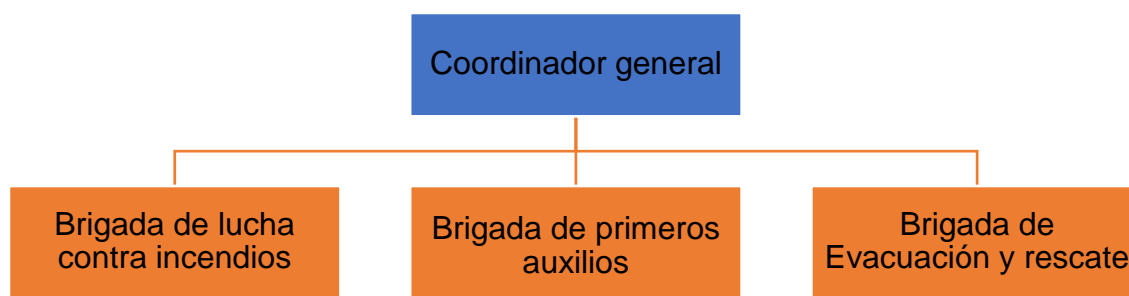 Coordinador general
Brigada de lucha
contra incendios
Brigada de primeros
auxilios
Brigada de
Evacuación y rescate